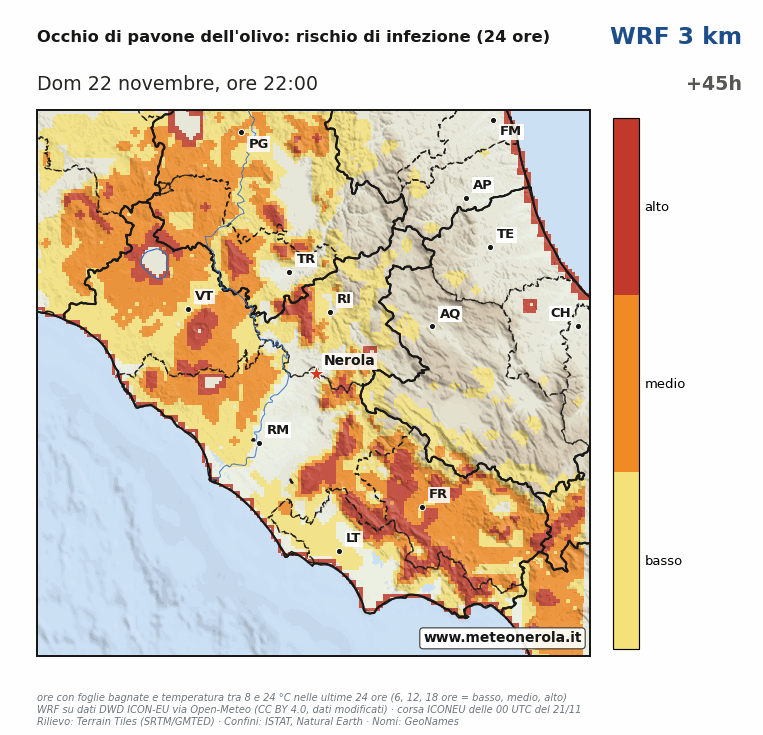 Occhio di pavone dell'olivo: rischio di infezione (24 ore)
WRF 3 km
Dom 22 novembre, ore 22:00
+45h
FM
PG
AP
TE
TR
RI
VT
AQ
CH
Nerola
RM
FR
LT
www.meteonerola.it
alto
medio
basso
ore con foglie bagnate e temperatura tra 8 e 24 °C nelle ultime 24 ore (6, 12, 18 ore = basso, medio, alto)
WRF su dati DWD ICON-EU via Open-Meteo (CC BY 4.0, dati modificati) · corsa ICONEU delle 00 UTC del 21/11
Rilievo: Terrain Tiles (SRTM/GMTED) · Confini: ISTAT, Natural Earth · Nomi: GeoNames